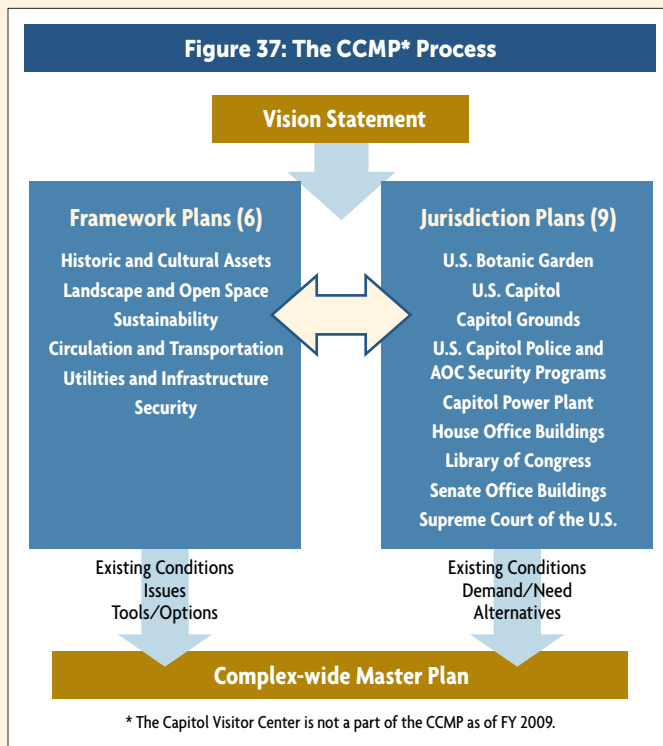 Figure 37: The CCMP* Process
Vision Statement
Framework Plans (6)
Historic and Cultural Assets
Landscape and Open Space
Sustainability
Circulation and Transportation
Utilities and Infrastructure
Security
Jurisdiction Plans (9)
U.S. Botanic Garden
U.S. Capitol
Capitol Grounds
U.S. Capitol Police and
AOC Security Programs
Capitol Power Plant
House Office Buildings
Library of Congress
Senate Office Buildings
Supreme Court of the U.S.
Existing Conditions
Issues
Tools/Options
Existing Conditions
Demand/Need
Alternatives
Complex-wide Master Plan
* The Capitol Visitor Center is not a part of the CCMP as of FY 2009.